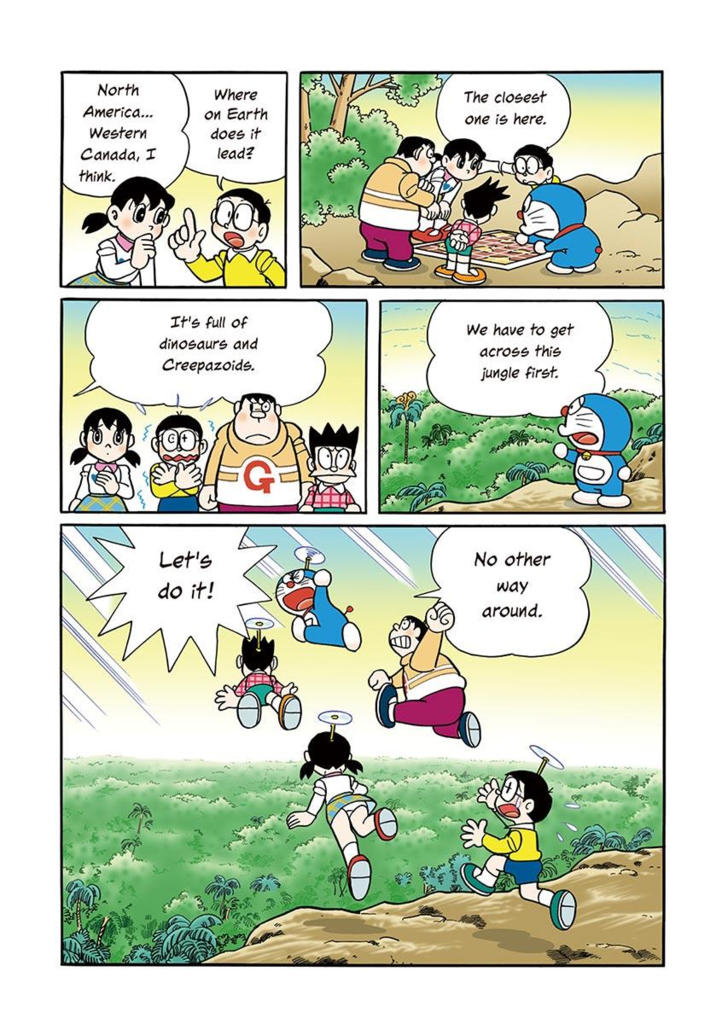 Where
on Earth
does it
lead?
North
America...
Western
Canada, I
think.
The closest
one is here.
It's full of
dinosaurs and
Creepazoids.
G
We have to get
across this
jungle first.
Let's
do it!
No other
way
around.